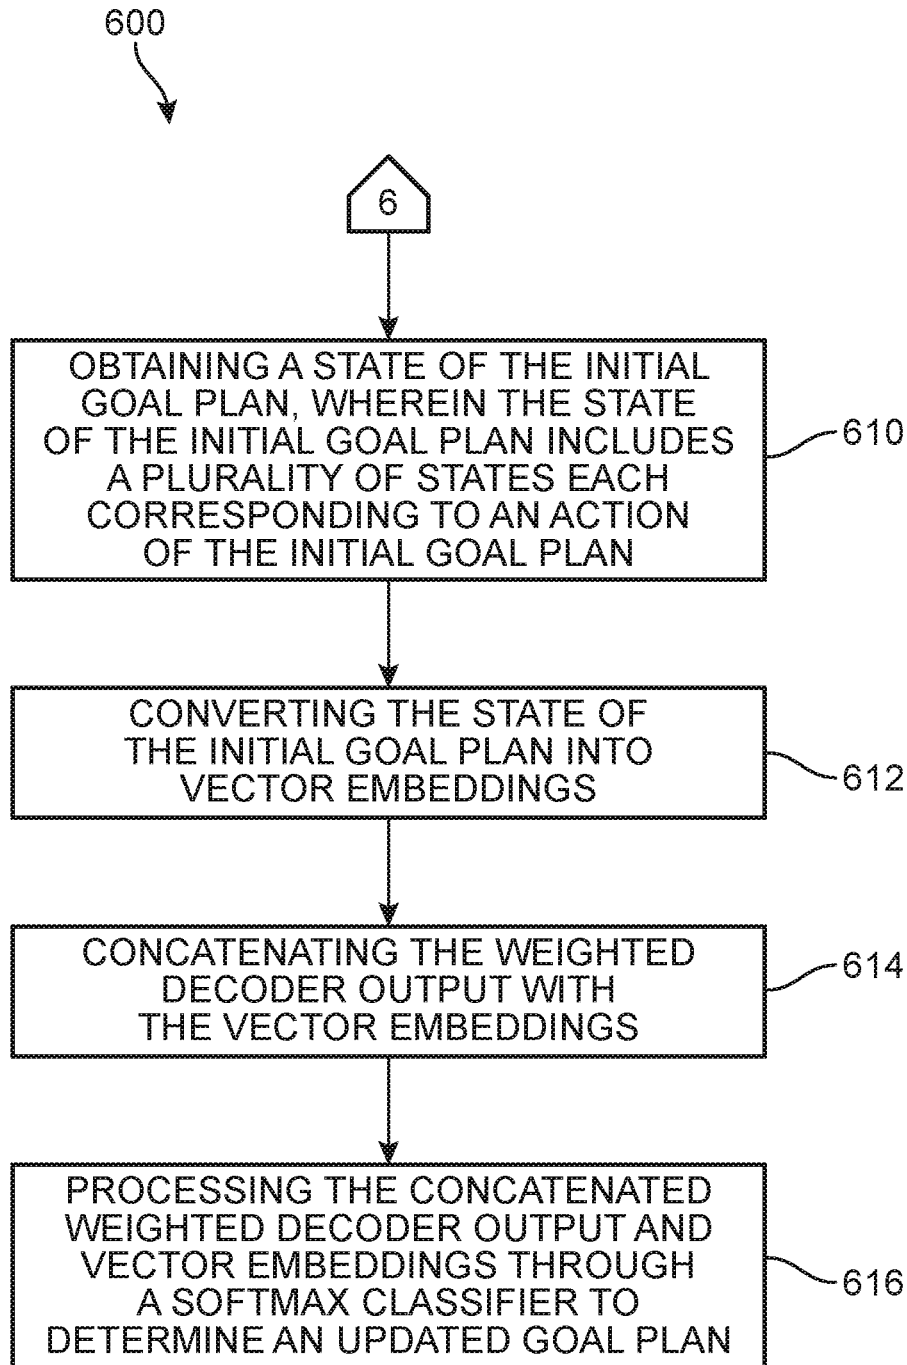 600
6
OBTAINING A STATE OF THE INITIAL
GOAL PLAN, WHEREIN THE STATE
OF THE INITIAL GOAL PLAN INCLUDES
A PLURALITY OF STATES EACH
CORRESPONDING TO AN ACTION
OF THE INITIAL GOAL PLAN
610
CONVERTING THE STATE OF
THE INITIAL GOAL PLAN INTO
VECTOR EMBEDDINGS
612
CONCATENATING THE WEIGHTED
DECODER OUTPUT WITH
THE VECTOR EMBEDDINGS
614
PROCESSING THE CONCATENATED
WEIGHTED DECODER OUTPUT AND
VECTOR EMBEDDINGS THROUGH
A SOFTMAX CLASSIFIER TO
DETERMINE AN UPDATED GOAL PLAN
616